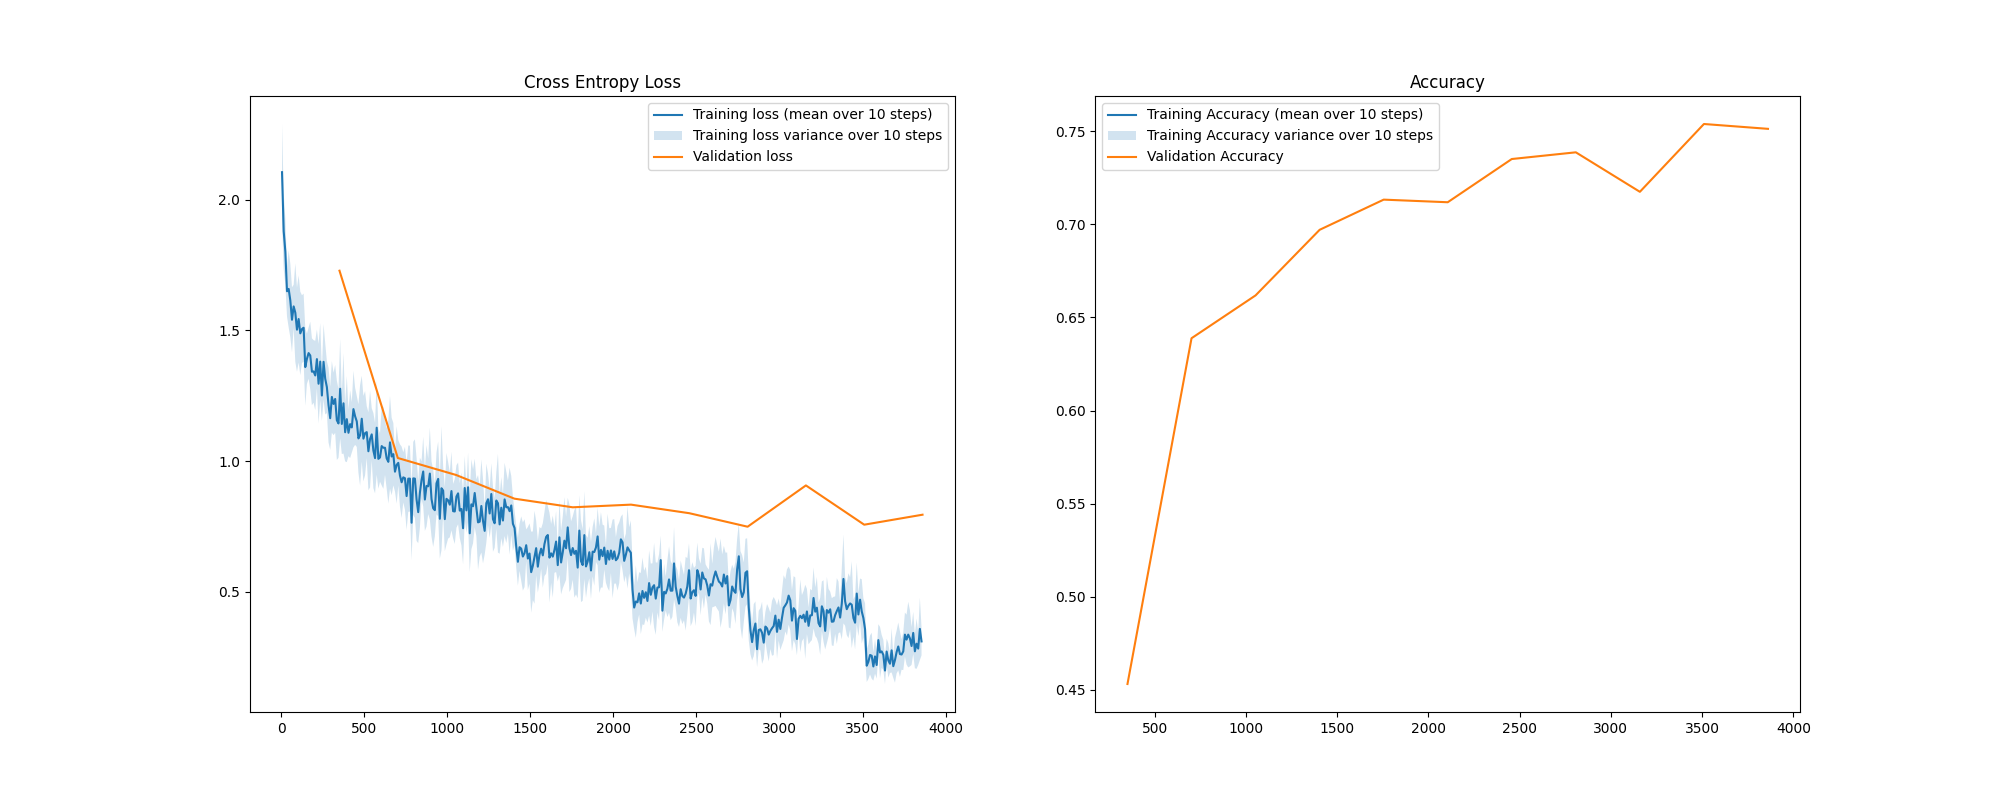 Cross Entropy Loss
Training loss (mean over 10 steps)
Training loss variance over 10 steps
Validation loss
2.0
1.5
1.0
0.5
0 500 1000 1500 2000 2500 3000 3500 4000
Accuracy
Training Accuracy (mean over 10 steps)
Training Accuracy variance over 10 steps
Validation Accuracy
0.75
0.70
0.65
0.60
0.55
0.50
0.45
500 1000 1500 2000 2500 3000 3500 4000